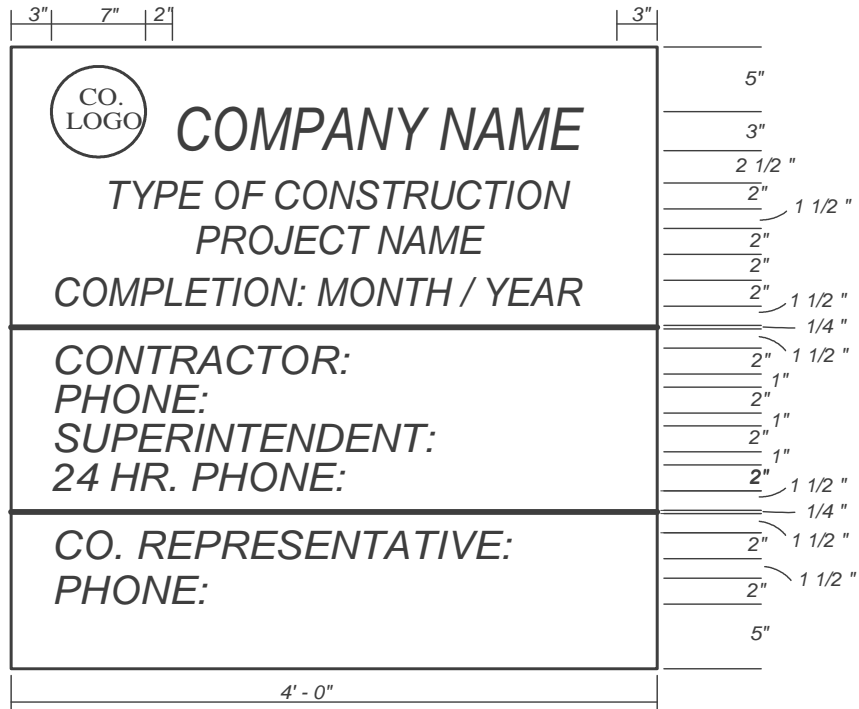 3" 7" 2" 3"
5"
CO.
LOGO
COMPANY NAME
3"
2 1/2 "
TYPE OF CONSTRUCTION
2"
1 1/2 "
PROJECT NAME
2"
2"
COMPLETION: MONTH / YEAR
2"
1 1/2 "
1/4 "
1 1/2 "
CONTRACTOR:
2"
1"
PHONE:
2"
1"
SUPERINTENDENT:
2"
1"
24 HR. PHONE:
2"
1 1/2 "
1/4 "
1 1/2 "
CO. REPRESENTATIVE:
2"
1 1/2 "
PHONE:
2"
5"
4' - 0"